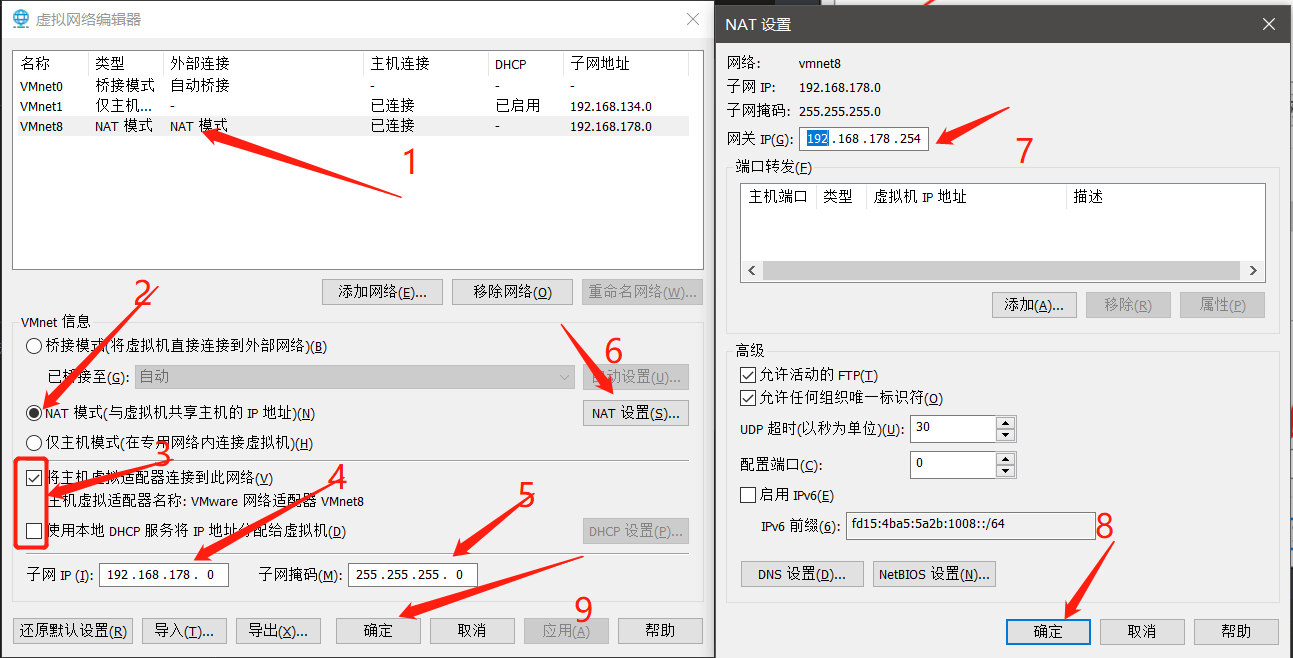 虚拟网络编辑器
名称 类型 外部连接 主机连接 DHCP 子网地址
VMnet0 桥接模式 自动桥接 - - -
VMnet1 仅主机... - 已连接 已启用 192.168.134.0
VMnet8 NAT 模式 NAT 模式 已连接 - 192.168.178.0
1
添加网络(E)... 移除网络(O) 重命名网络(W)...
2
VMnet 信息
桥接模式(将虚拟机直接连接到外部网络)(B)
已桥接至(G): 自动 自动设置(U)...
6
NAT 模式(与虚拟机共享主机的 IP 地址)(N) NAT 设置(S)...
仅主机模式(在专用网络内连接虚拟机)(H)
3
将主机虚拟适配器连接到此网络(V)
4
主机虚拟适配器名称: VMware 网络适配器 VMnet8
5
使用本地 DHCP 服务将 IP 地址分配给虚拟机(D) DHCP 设置(P)...
子网 IP (I): 192.168.178. 0 子网掩码(M): 255.255.255. 0
9
还原默认设置(R) 导入(T)... 导出(X)... 确定 取消 应用(A) 帮助
NAT 设置
网络: vmnet8
子网 IP: 192.168.178.0
子网掩码: 255.255.255.0
网关 IP(G): 192.168.178.254
7
端口转发(F)
主机端口 类型 虚拟机 IP 地址 描述
添加(A)... 移除(R) 属性(P)
高级
允许活动的 FTP(T)
允许任何组织唯一标识符(O)
UDP 超时(以秒为单位)(U): 30
配置端口(C): 0
启用 IPv6(E)
IPv6 前缀(6): fd15:4ba5:5a2b:1008::/64
8
DNS 设置(D)... NetBIOS 设置(N)...
确定 取消 帮助